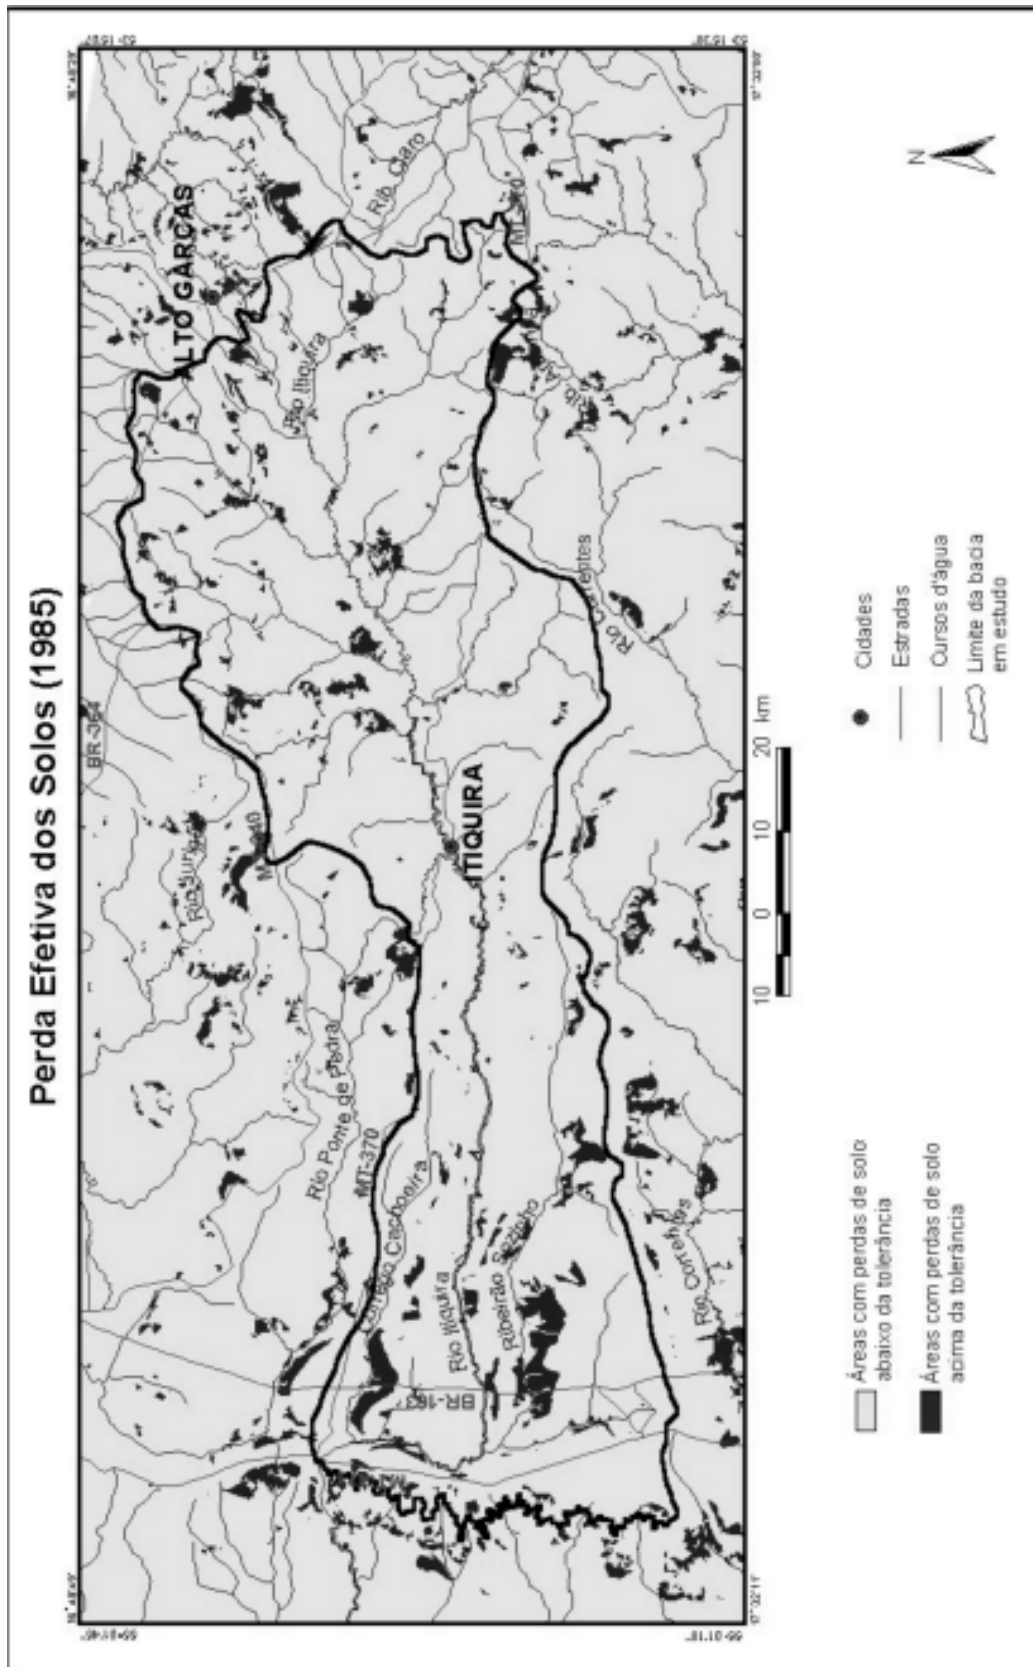 Perda Efetiva dos Solos (1985)
BR-364
ALTO GARÇAS
Rib. Claro
Rio Itiquira
Rio Ponte de Pedra
MT-370
Córrego Cachoeira
ITIQUIRA
Rio Correntes
Rio Itiquira
Ribeirão Sozinho
BR-163
Rio Correntes
10 0 10 20 km
N
Áreas com perdas de solo
abaixo da tolerância
Áreas com perdas de solo
acima da tolerância
Cidades
Estradas
Cursos d'água
Limite da bacia
em estudo